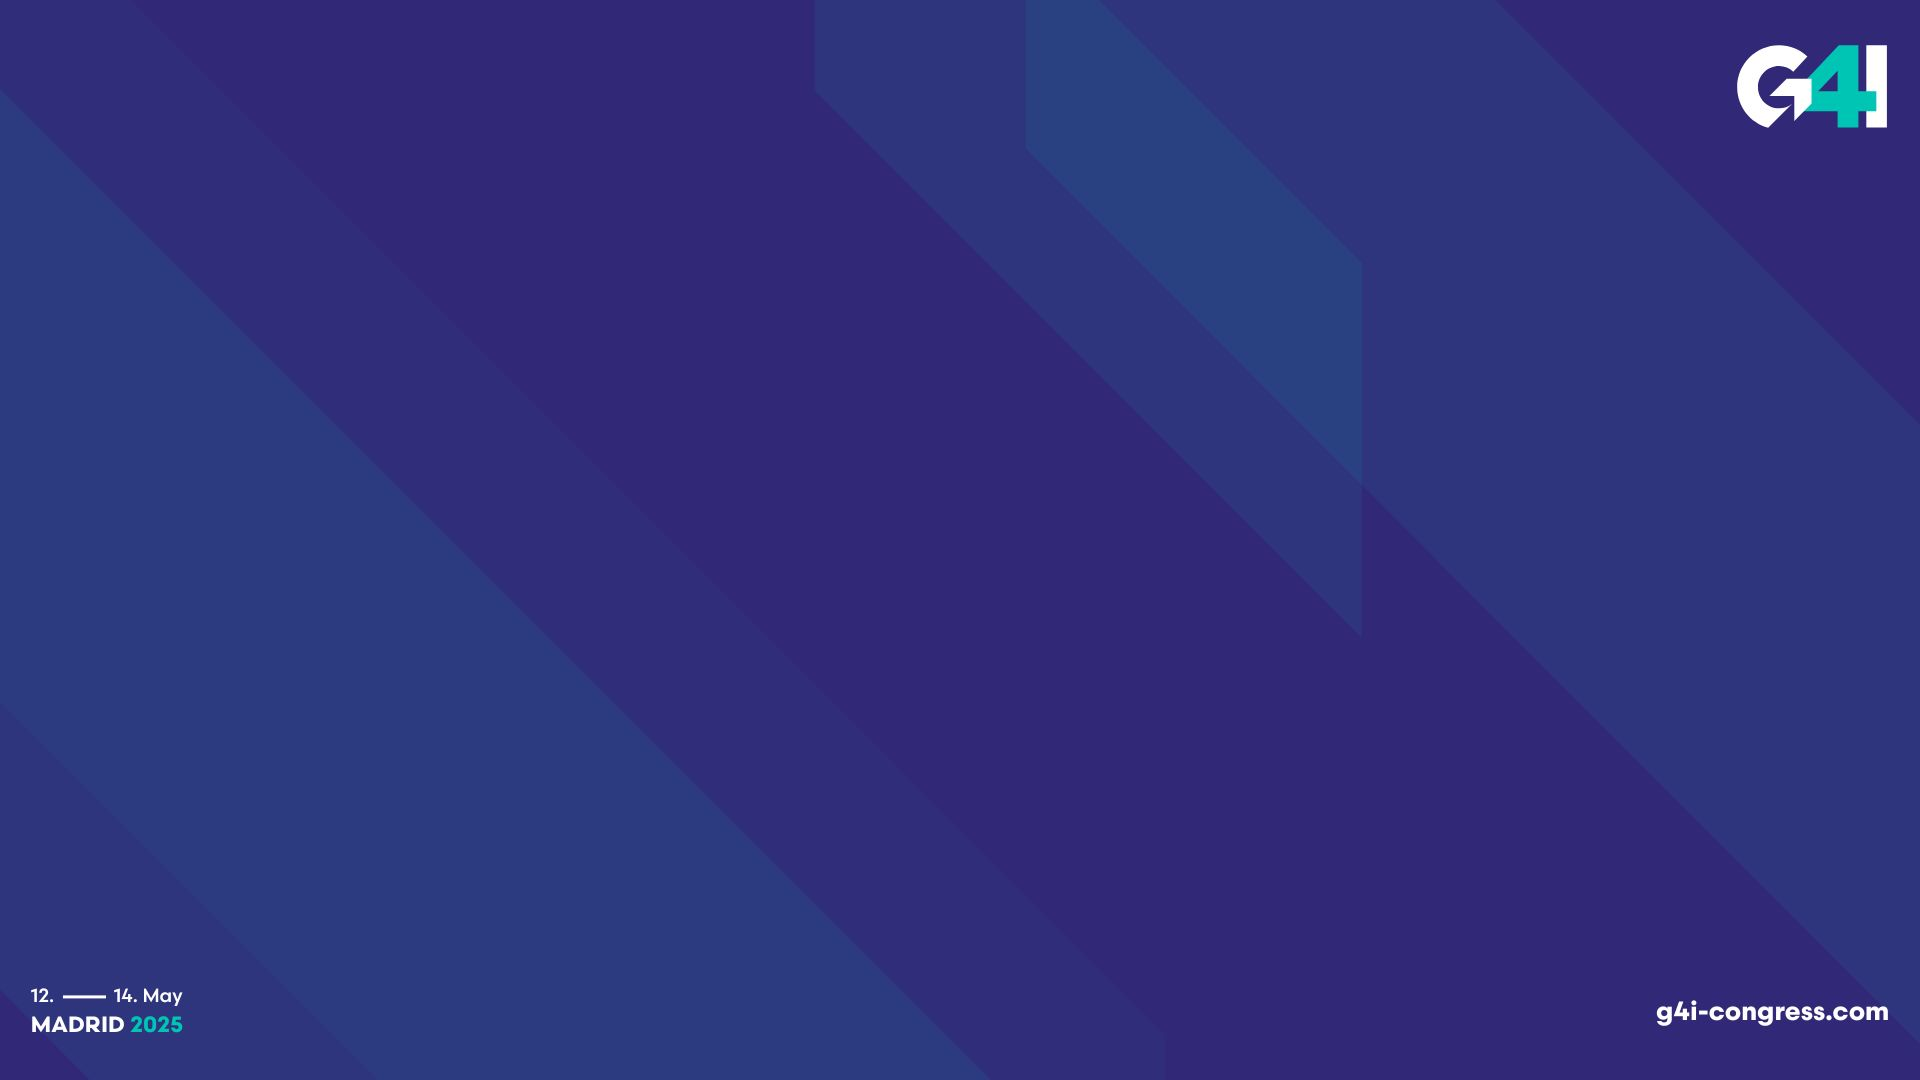 G4I
12. — 14. May
MADRID 2025
g4i-congress.com